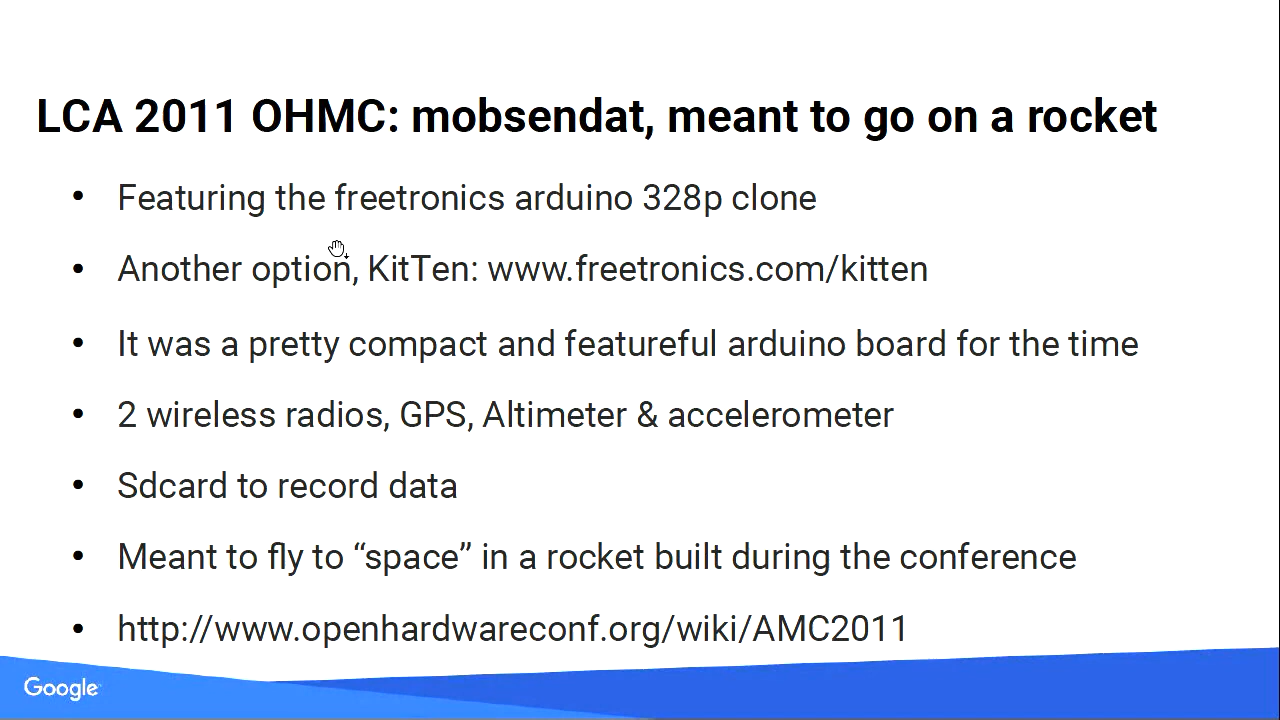 LCA 2011 OHMC: mobsendat, meant to go on a rocket
• Featuring the freetronics arduino 328p clone
• Another option, KitTen: www.freetronics.com/kitten
• It was a pretty compact and featureful arduino board for the time
• 2 wireless radios, GPS, Altimeter & accelerometer
• Sdcard to record data
• Meant to fly to “space” in a rocket built during the conference
• http://www.openhardwareconf.org/wiki/AMC2011
Google